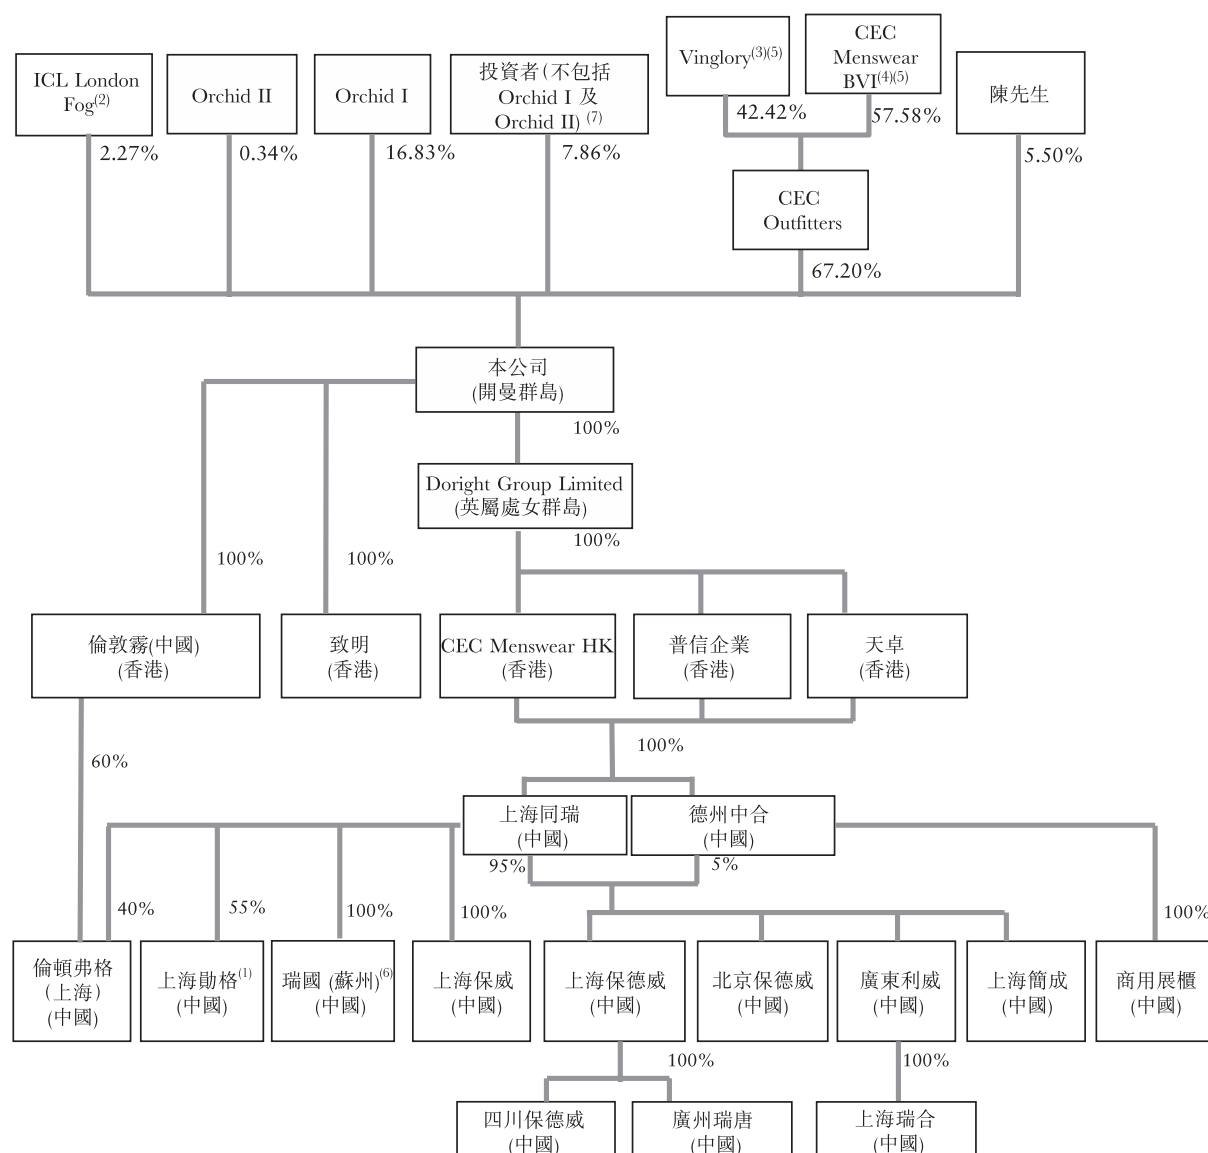 ICL London
Fog(2)
Orchid II
Orchid I
投資者(不包括
Orchid I 及
Orchid II) (7)
Vinglory(3)(5)
CEC
Menswear
BVI(4)(5)
陳先生
2.27%
0.34%
16.83%
7.86%
42.42%
57.58%
5.50%
CEC
Outfitters
67.20%
本公司
(開曼群島)
100%
Doright Group Limited
(英屬處女群島)
100%
100%
100%
倫敦霧(中國)
(香港)
致明
(香港)
CEC Menswear HK
(香港)
普信企業
(香港)
天卓
(香港)
60%
100%
上海同瑞
(中國)
德州中合
(中國)
95%
5%
40%
55%
100%
100%
100%
倫頓弗格
(上海)
(中國)
上海勛格(1)
(中國)
瑞國 (蘇州)(6)
(中國)
上海保威
(中國)
上海保德威
(中國)
北京保德威
(中國)
廣東利威
(中國)
上海簡成
(中國)
商用展櫃
(中國)
100%
100%
四川保德威
(中國)
廣州瑞唐
(中國)
上海瑞合
(中國)